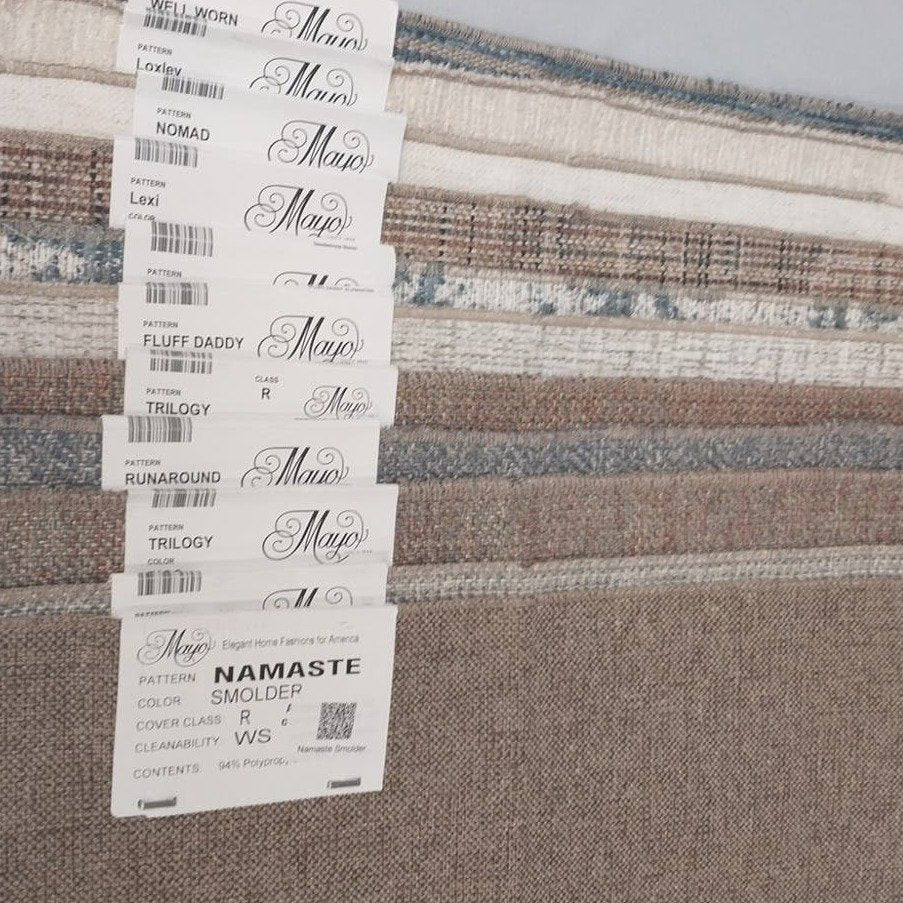 WELL WORN
Mayo
PATTERN
Loxley
Mayo
PATTERN
NOMAD
Mayo
PATTERN
Lexi
Mayo
COLOR
PATTERN
PATTERN
FLUFF DADDY
Mayo
CLASS
R
PATTERN
TRILOGY
Mayo
PATTERN
RUNAROUND
Mayo
PATTERN
TRILOGY
Mayo
COLOR
PATTERN
Mayo Elegant Home Fashions for America
PATTERN NAMASTE
COLOR SMOLDER
COVER CLASS R
CLEANABILITY WS
Namaste Smolder
CONTENTS 94%